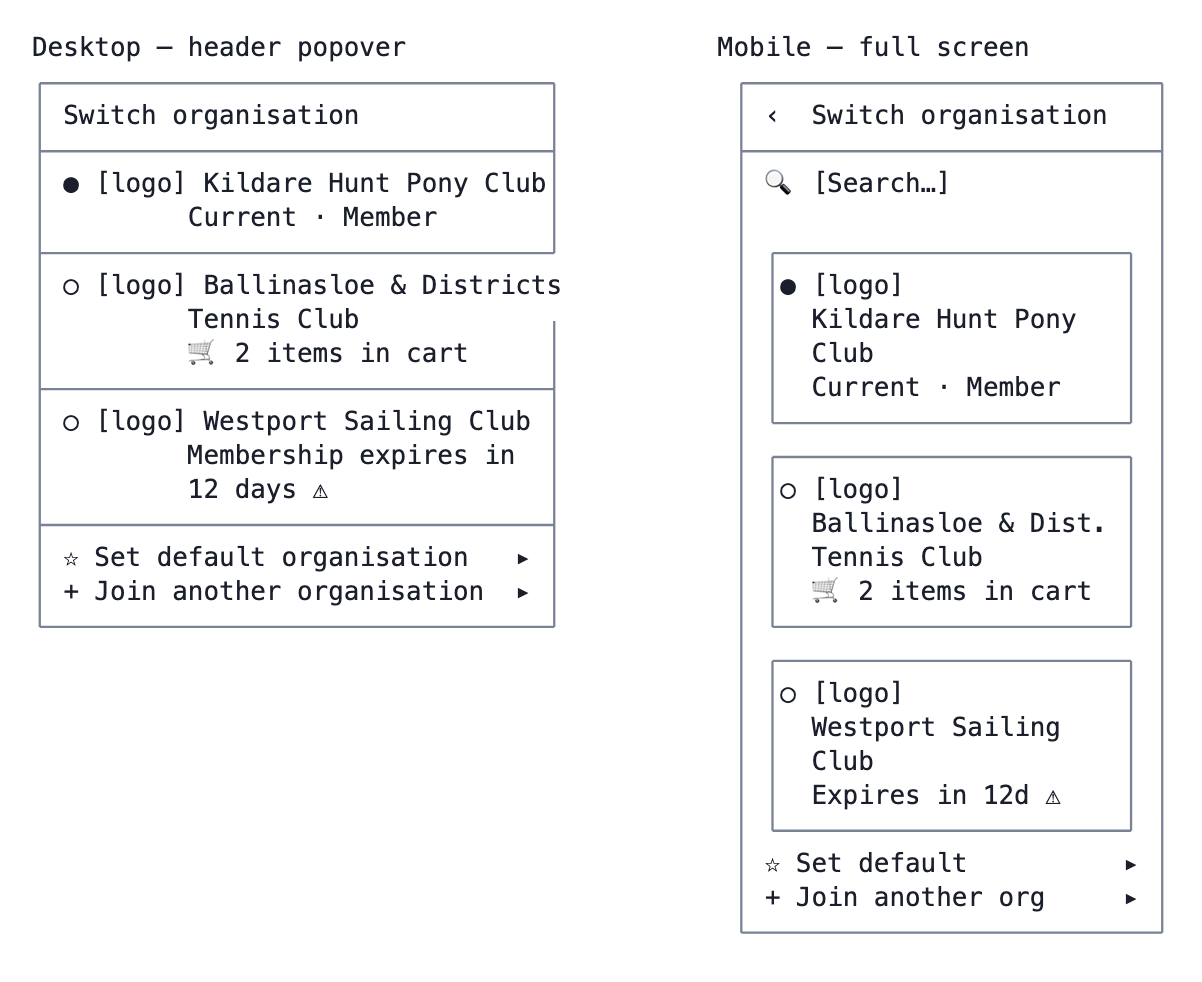 Desktop — header popover
Switch organisation
● [logo] Kildare Hunt Pony Club
Current · Member
○ [logo] Ballinasloe & Districts
Tennis Club
🛒 2 items in cart
○ [logo] Westport Sailing Club
Membership expires in
12 days ⚠
☆ Set default organisation ▸
+ Join another organisation ▸
Mobile — full screen
‹ Switch organisation
🔍 [Search…]
● [logo]
Kildare Hunt Pony
Club
Current · Member
○ [logo]
Ballinasloe & Dist.
Tennis Club
🛒 2 items in cart
○ [logo]
Westport Sailing
Club
Expires in 12d ⚠
☆ Set default ▸
+ Join another org ▸